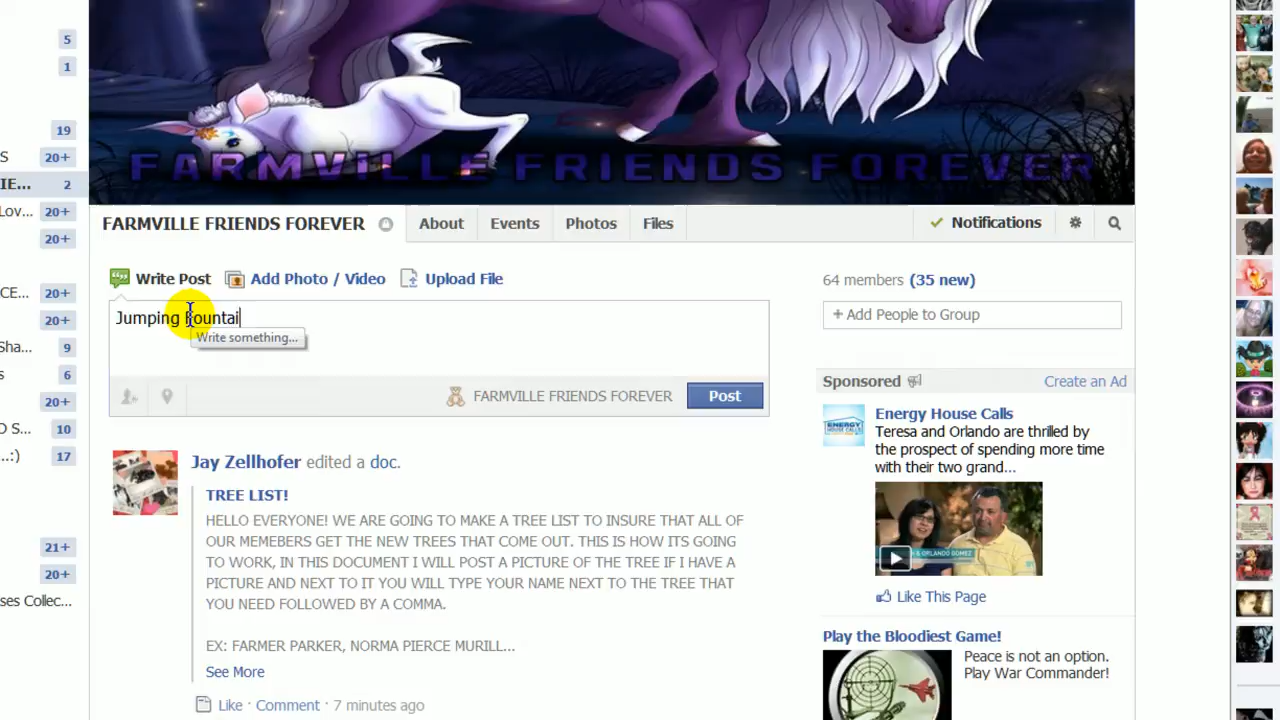 5
1
19
S
20+
IE...
2
Lov...
20+
20+
CE...
20+
20+
Sha...
9
s
6
20+
O S...
10
..:)
17
21+
20+
ses Collec...
FARMVILLE FRIENDS FOREVER
FARMVILLE FRIENDS FOREVER
About
Events
Photos
Files
Notifications
Write Post
Add Photo / Video
Upload File
Jumping Fountai
Write something...
FARMVILLE FRIENDS FOREVER
Post
Jay Zellhofer edited a doc.
TREE LIST!
HELLO EVERYONE! WE ARE GOING TO MAKE A TREE LIST TO INSURE THAT ALL OF
OUR MEMEBERS GET THE NEW TREES THAT COME OUT. THIS IS HOW ITS GOING
TO WORK, IN THIS DOCUMENT I WILL POST A PICTURE OF THE TREE IF I HAVE A
PICTURE AND NEXT TO IT YOU WILL TYPE YOUR NAME NEXT TO THE TREE THAT
YOU NEED FOLLOWED BY A COMMA.
EX: FARMER PARKER, NORMA PIERCE MURILL...
See More
Like · Comment · 7 minutes ago
64 members (35 new)
+ Add People to Group
Sponsored
Create an Ad
Energy House Calls
Teresa and Orlando are thrilled by
the prospect of spending more time
with their two grand...
Like This Page
Play the Bloodiest Game!
Peace is not an option.
Play War Commander!